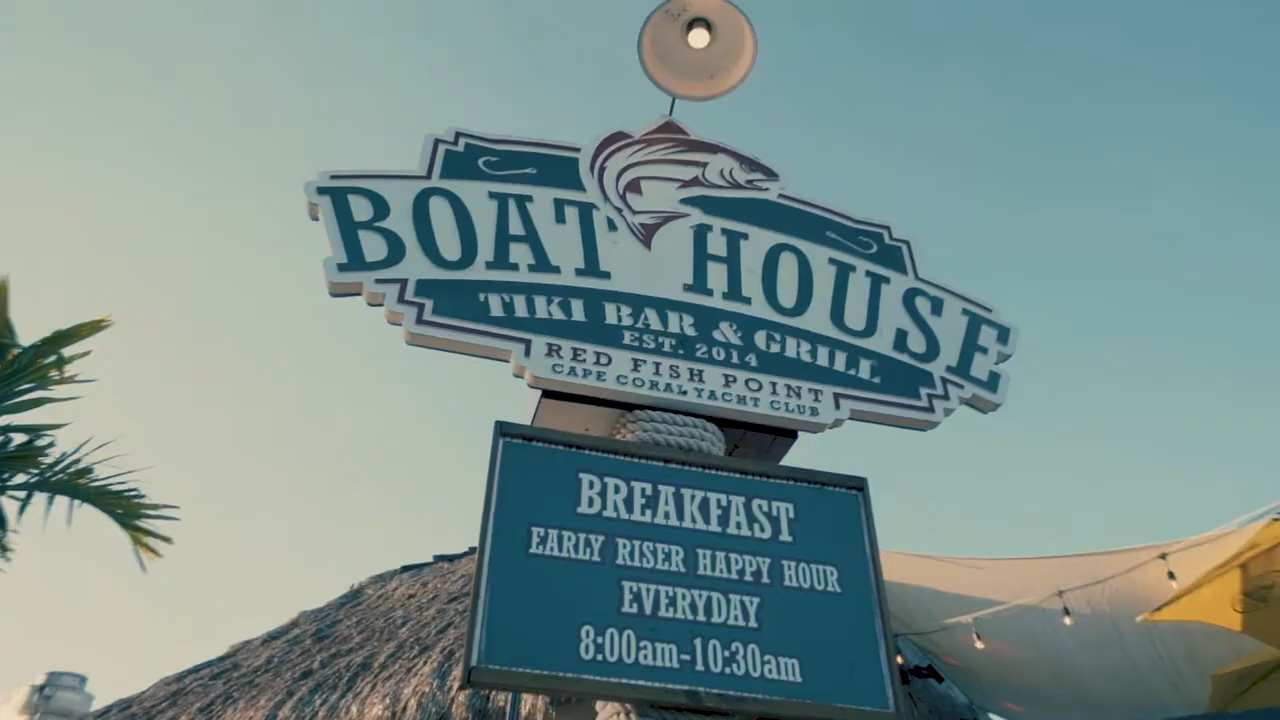 BOAT HOUSE
TIKI BAR & GRILL
EST. 2014
RED FISH POINT
CAPE CORAL YACHT CLUB
BREAKFAST
EARLY RISER HAPPY HOUR
EVERYDAY
8:00am-10:30am